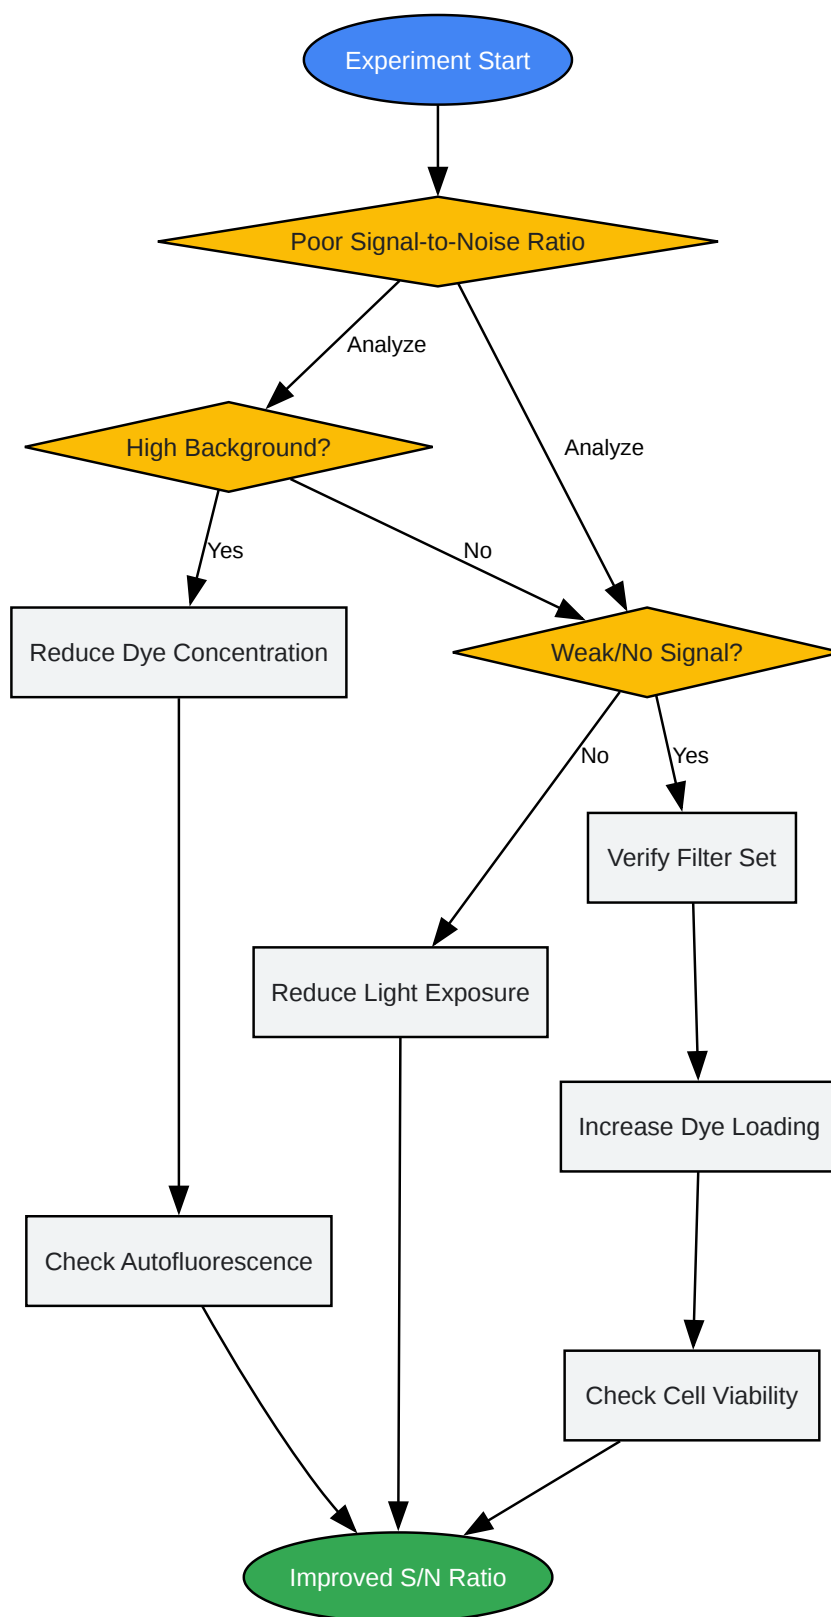 Experiment Start
Poor Signal-to-Noise Ratio
Analyze
High Background?
Analyze
Yes
No
Reduce Dye Concentration
Weak/No Signal?
No
Yes
Verify Filter Set
Reduce Light Exposure
Increase Dye Loading
Check Autofluorescence
Check Cell Viability
Improved S/N Ratio